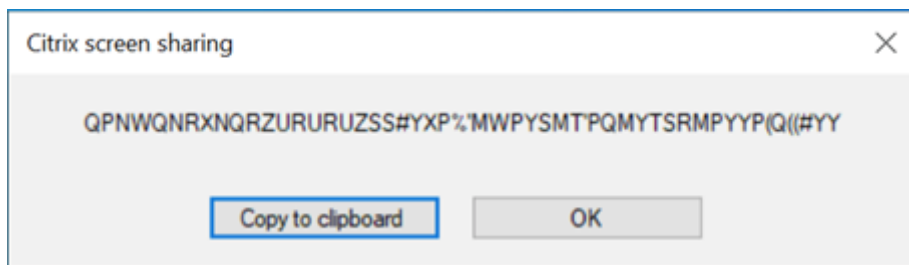 Citrix screen sharing
QPNWQNRXNQRZURURUZSS#YXP%'MWPYSMT'PQMYTSRMPYYP(Q((#YY
Copy to clipboard OK